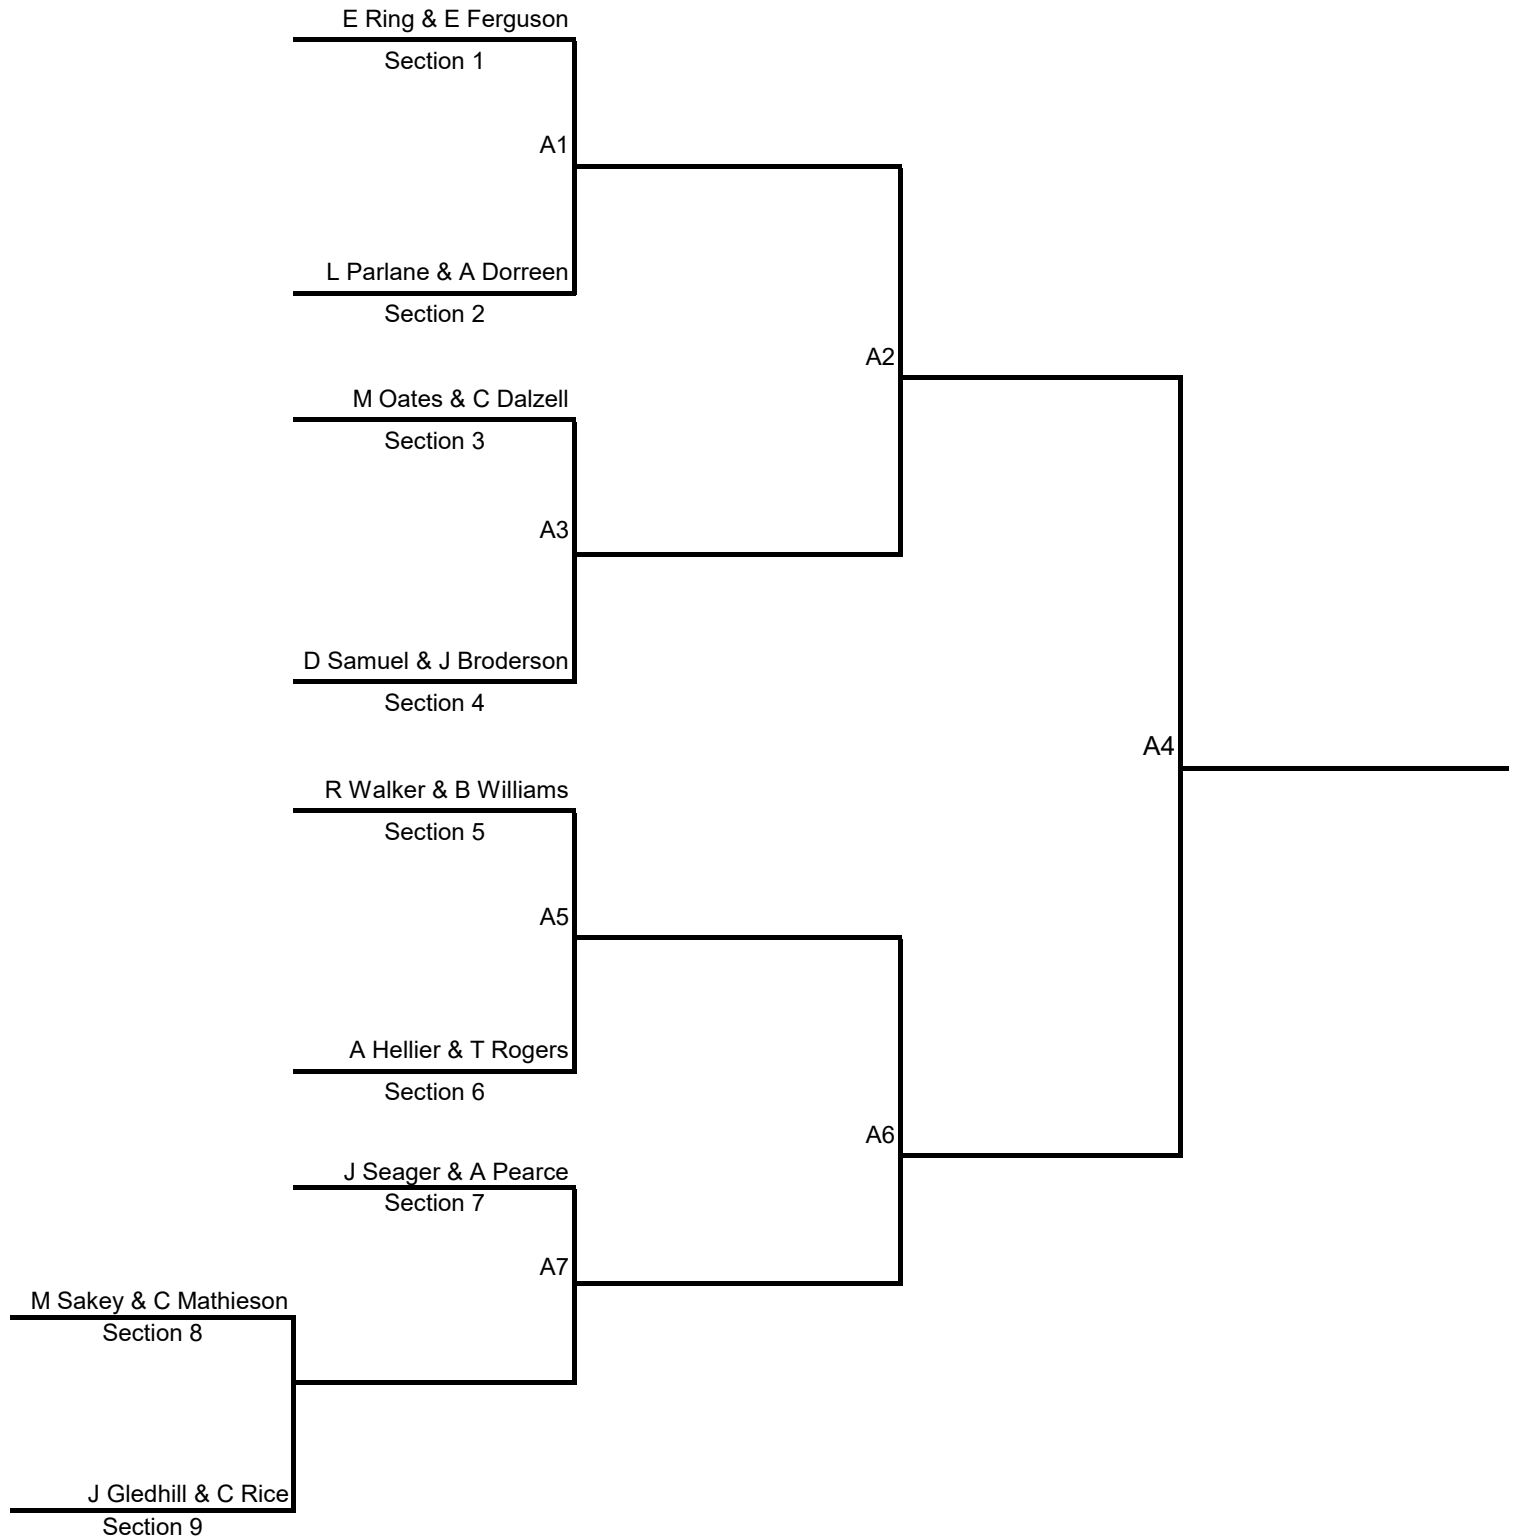 E Ring & E Ferguson
Section 1
A1
L Parlane & A Dorreen
Section 2
A2
M Oates & C Dalzell
Section 3
A3
D Samuel & J Broderson
Section 4
A4
R Walker & B Williams
Section 5
A5
A Hellier & T Rogers
Section 6
A6
J Seager & A Pearce
Section 7
A7
M Sakey & C Mathieson
Section 8
J Gledhill & C Rice
Section 9